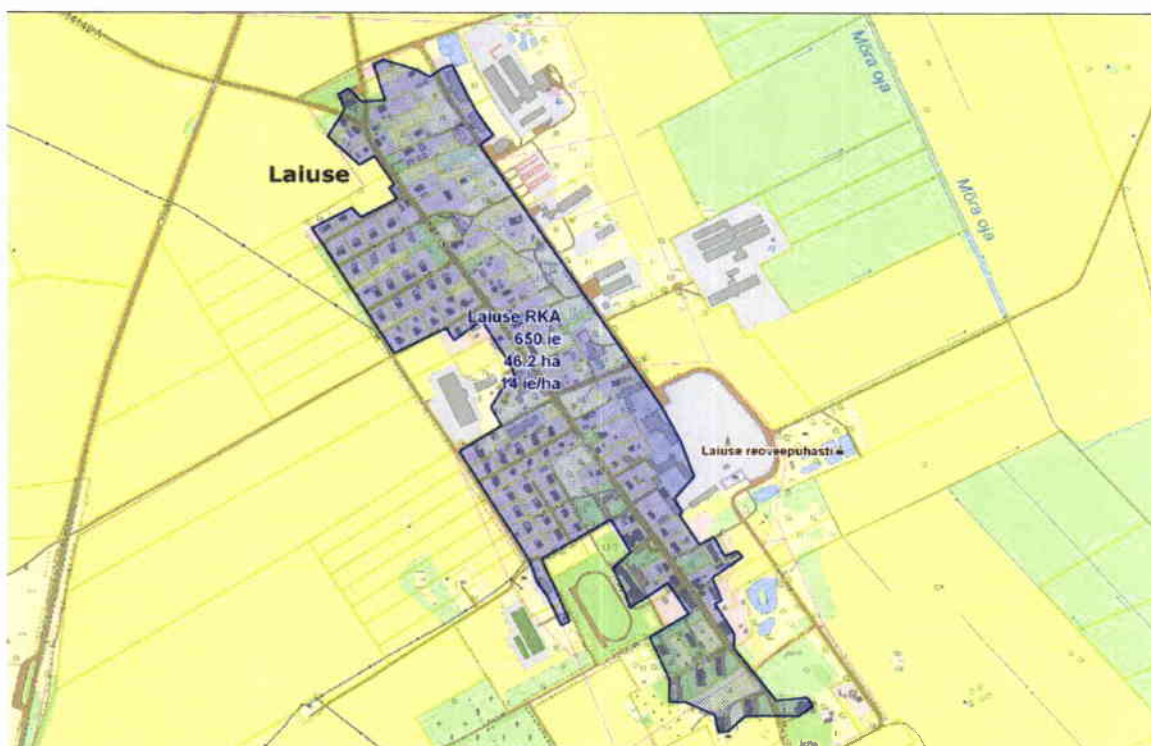 Mõra oja
Laiuse
Mõra oja
Laiuse RKA
650 ie
46.2 ha
14 ie/ha
Laiuse reoveepuhasti